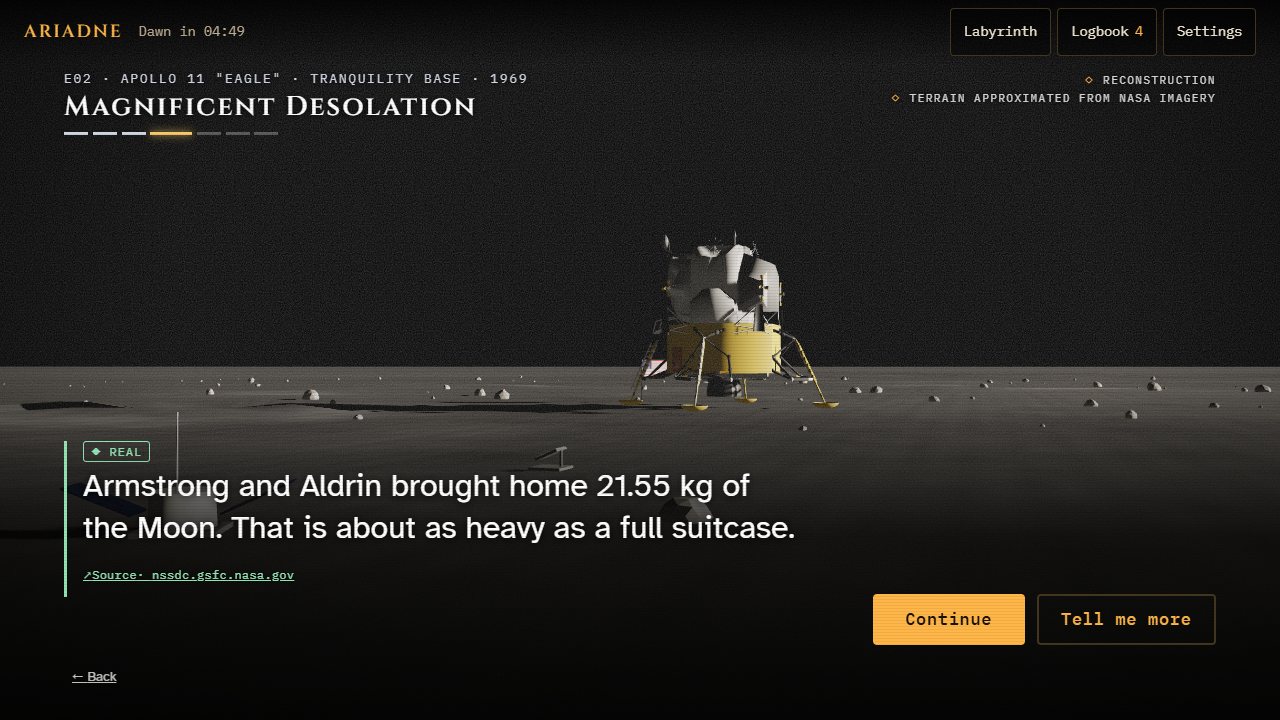 ARIADNE Dawn in 04:49
Labyrinth Logbook 4 Settings
E02 · APOLLO 11 "EAGLE" · TRANQUILITY BASE · 1969
Magnificent Desolation
◇ RECONSTRUCTION
◇ TERRAIN APPROXIMATED FROM NASA IMAGERY
◆ REAL
Armstrong and Aldrin brought home 21.55 kg of
the Moon. That is about as heavy as a full suitcase.
↗Source· nssdc.gsfc.nasa.gov
Continue Tell me more
← Back